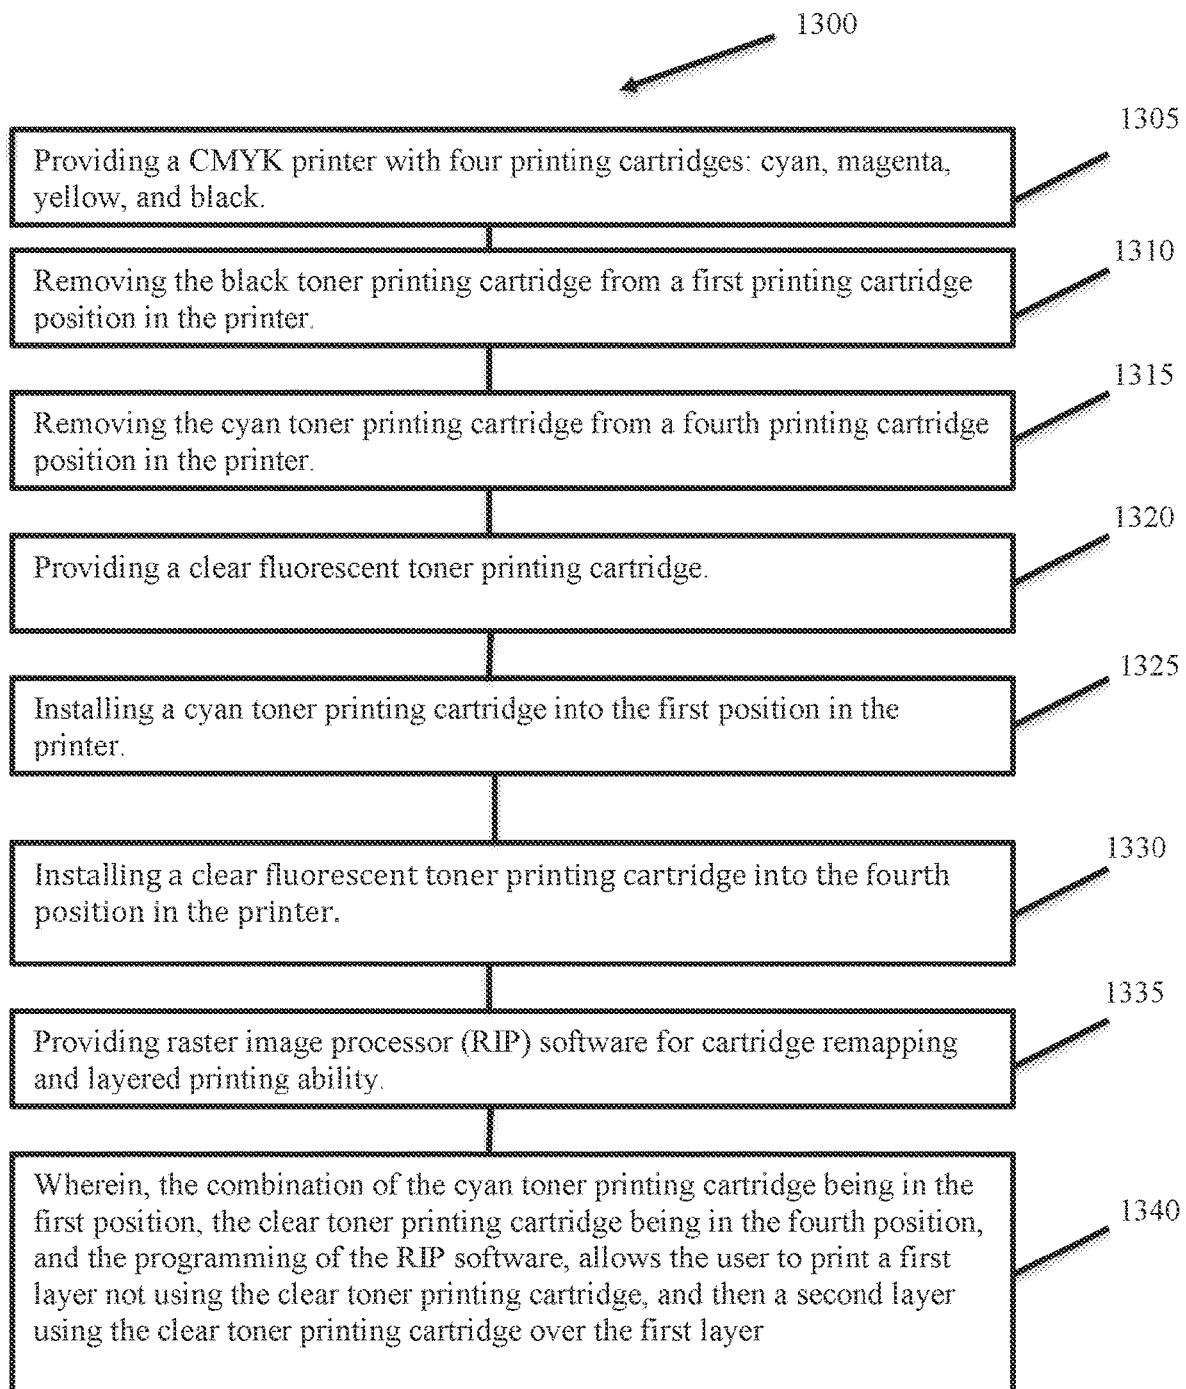 1300
1305
Providing a CMYK printer with four printing cartridges: cyan, magenta,
yellow, and black.
1310
Removing the black toner printing cartridge from a first printing cartridge
position in the printer.
1315
Removing the cyan toner printing cartridge from a fourth printing cartridge
position in the printer.
1320
Providing a clear fluorescent toner printing cartridge.
1325
Installing a cyan toner printing cartridge into the first position in the
printer.
1330
Installing a clear fluorescent toner printing cartridge into the fourth
position in the printer.
1335
Providing raster image processor (RIP) software for cartridge remapping
and layered printing ability.
1340
Wherein, the combination of the cyan toner printing cartridge being in the
first position, the clear toner printing cartridge being in the fourth position,
and the programming of the RIP software, allows the user to print a first
layer not using the clear toner printing cartridge, and then a second layer
using the clear toner printing cartridge over the first layer